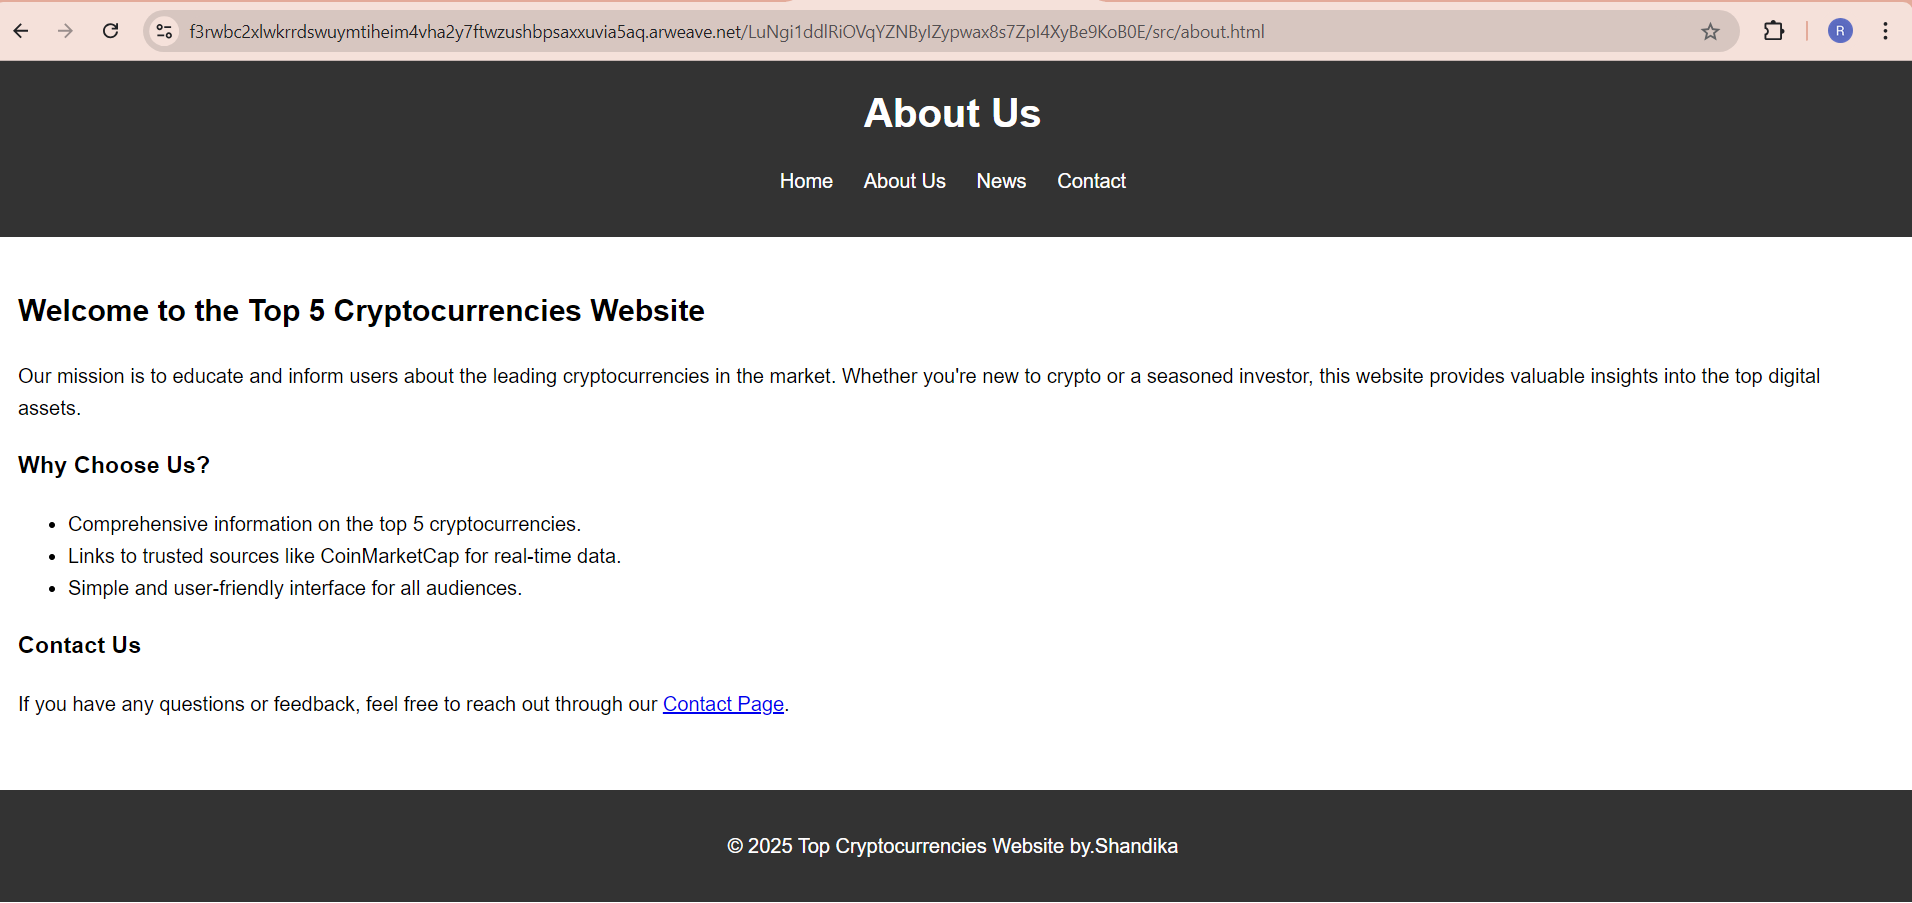 f3rwbc2xlwkrrdswuymtiheim4vha2y7ftwzushbpsaxxuvia5aq.arweave.net/LuNgi1ddlRiOVqYZNByIZypwax8s7ZpI4XyBe9KoB0E/src/about.html
R
About Us
Home About Us News Contact
Welcome to the Top 5 Cryptocurrencies Website
Our mission is to educate and inform users about the leading cryptocurrencies in the market. Whether you're new to crypto or a seasoned investor, this website provides valuable insights into the top digital
assets.
Why Choose Us?
• Comprehensive information on the top 5 cryptocurrencies.
• Links to trusted sources like CoinMarketCap for real-time data.
• Simple and user-friendly interface for all audiences.
Contact Us
If you have any questions or feedback, feel free to reach out through our Contact Page.
© 2025 Top Cryptocurrencies Website by.Shandika